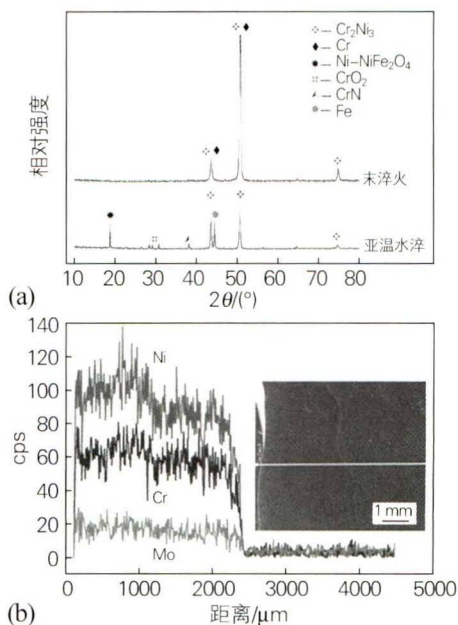 (a)
相对强度
Cr₂Ni₃
Cr
Ni–NiFe₂O₄
CrO₂
CrN
Fe
末淬火
亚温水淬
10 20 30 40 50 60 70 80
2θ/(°)
(b)
cps
140
120
100
80
60
40
20
0
Ni
Cr
Mo
1 mm
0 1000 2000 3000 4000 5000
距离/μm